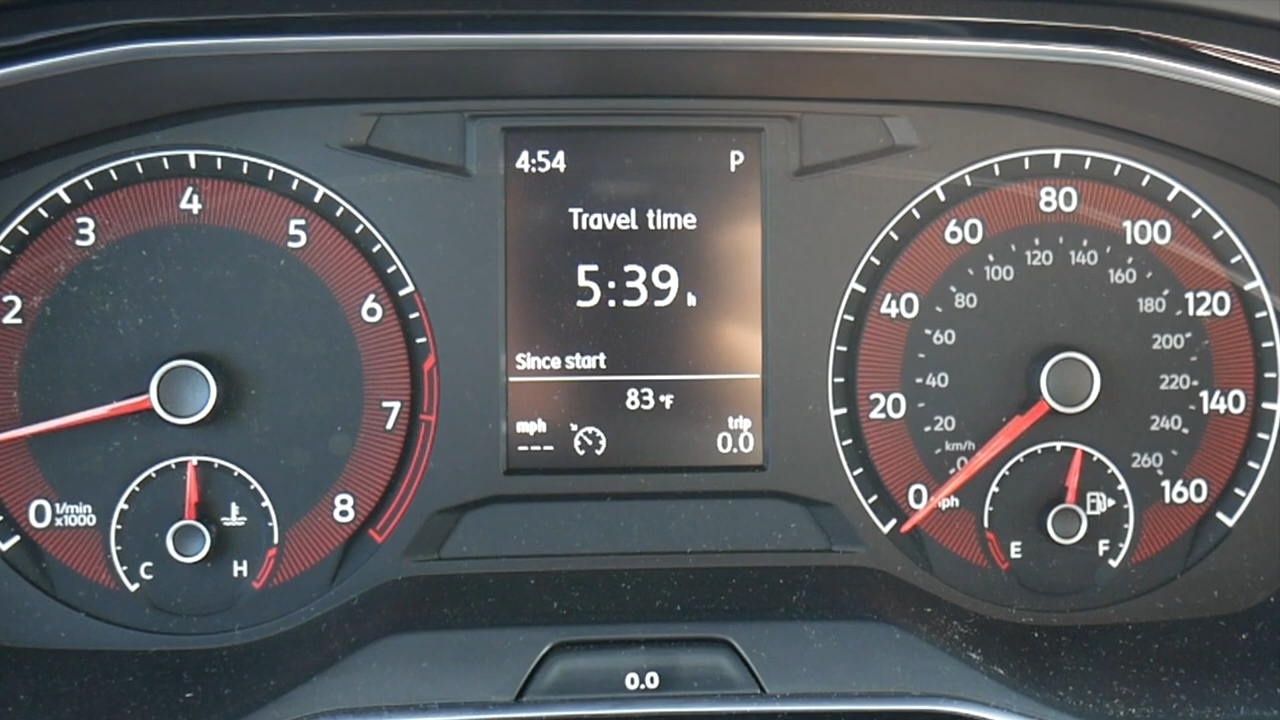 4:54 P
Travel time
5:39 h
Since start
83 °F
mph trip
--- 0.0
0 1 /min
x1000
2 3 4 5 6 7 8
C H
0 20 40 60 80 100 120 140 160
mph
km/h
0 20 40 60 80 100 120 140 160 180 200 220 240 260
E F
0.0